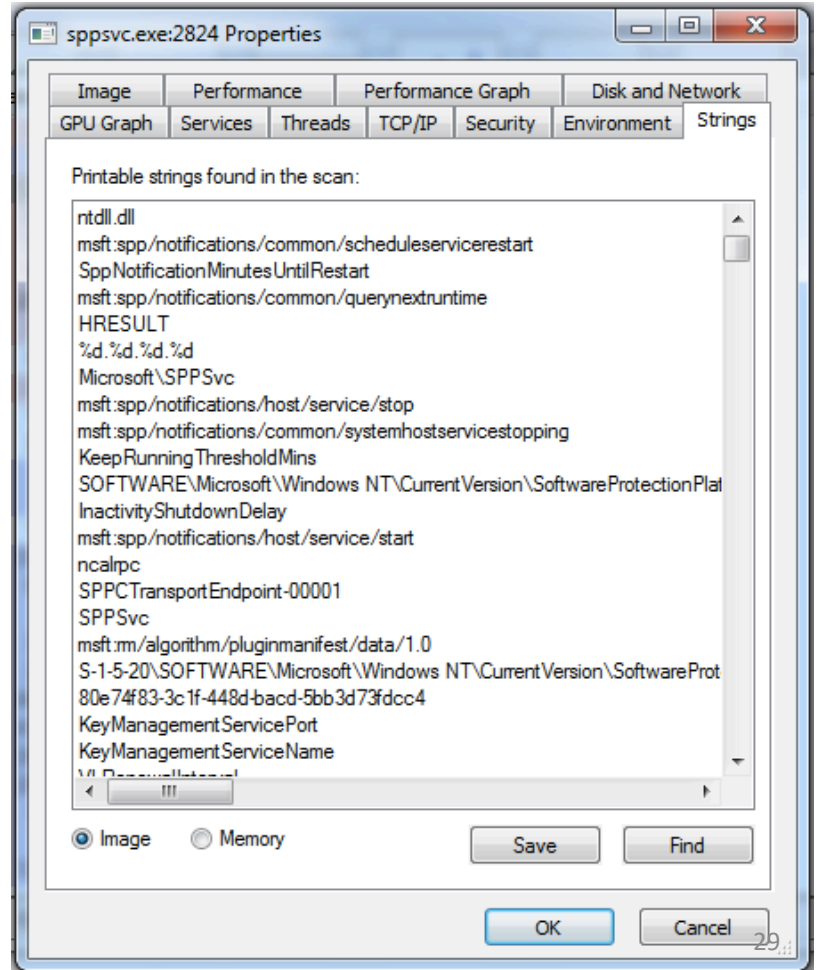 sppsvc.exe:2824 Properties
Image Performance Performance Graph Disk and Network
GPU Graph Services Threads TCP/IP Security Environment Strings
Printable strings found in the scan:
ntdll.dll
msft:spp/notifications/common/scheduleservicerestart
SppNotificationMinutesUntilRestart
msft:spp/notifications/common/querynextruntime
HRESULT
%d.%d.%d.%d
Microsoft\SPPSvc
msft:spp/notifications/host/service/stop
msft:spp/notifications/common/systemhostservicestopping
KeepRunningThresholdMins
SOFTWARE\Microsoft\Windows NT\CurrentVersion\SoftwareProtectionPlat
InactivityShutdownDelay
msft:spp/notifications/host/service/start
ncalrpc
SPPCTransportEndpoint-00001
SPPSvc
msft:rm/algorithm/pluginmanifest/data/1.0
S-1-5-20\SOFTWARE\Microsoft\Windows NT\CurrentVersion\SoftwareProt
80e74f83-3c1f-448d-bacd-5bb3d73fdcc4
KeyManagementServicePort
KeyManagementServiceName
Image Memory Save Find
OK Cancel
29